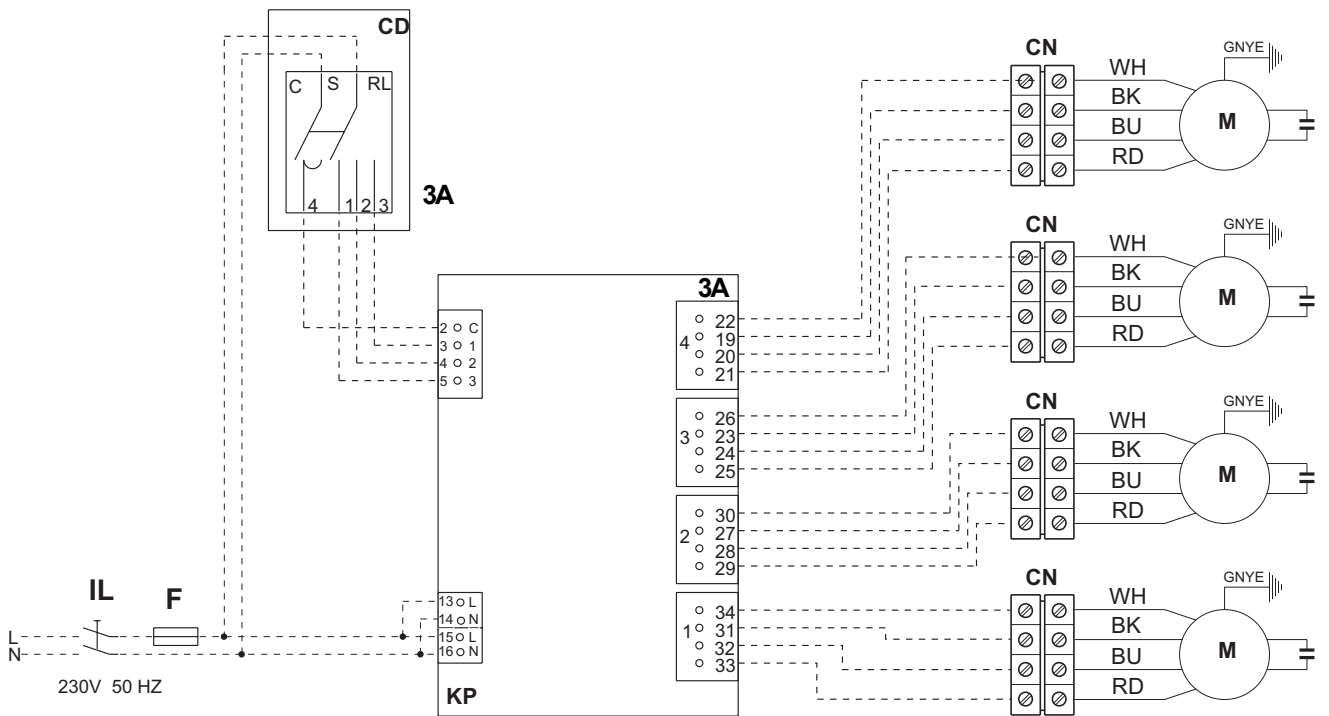 CD
C S RL
4 1 2 3
3A
KP
2 C
3 1
4 2
5 3
13 L
14 N
15 L
16 N
IL F
L
N
230V 50 HZ
3A
4
22
19
20
21
3
26
23
24
25
2
30
27
28
29
1
34
31
32
33
CN
WH
BK
BU
RD
GNYE
M
CN
WH
BK
BU
RD
GNYE
M
CN
WH
BK
BU
RD
GNYE
M
CN
WH
BK
BU
RD
GNYE
M